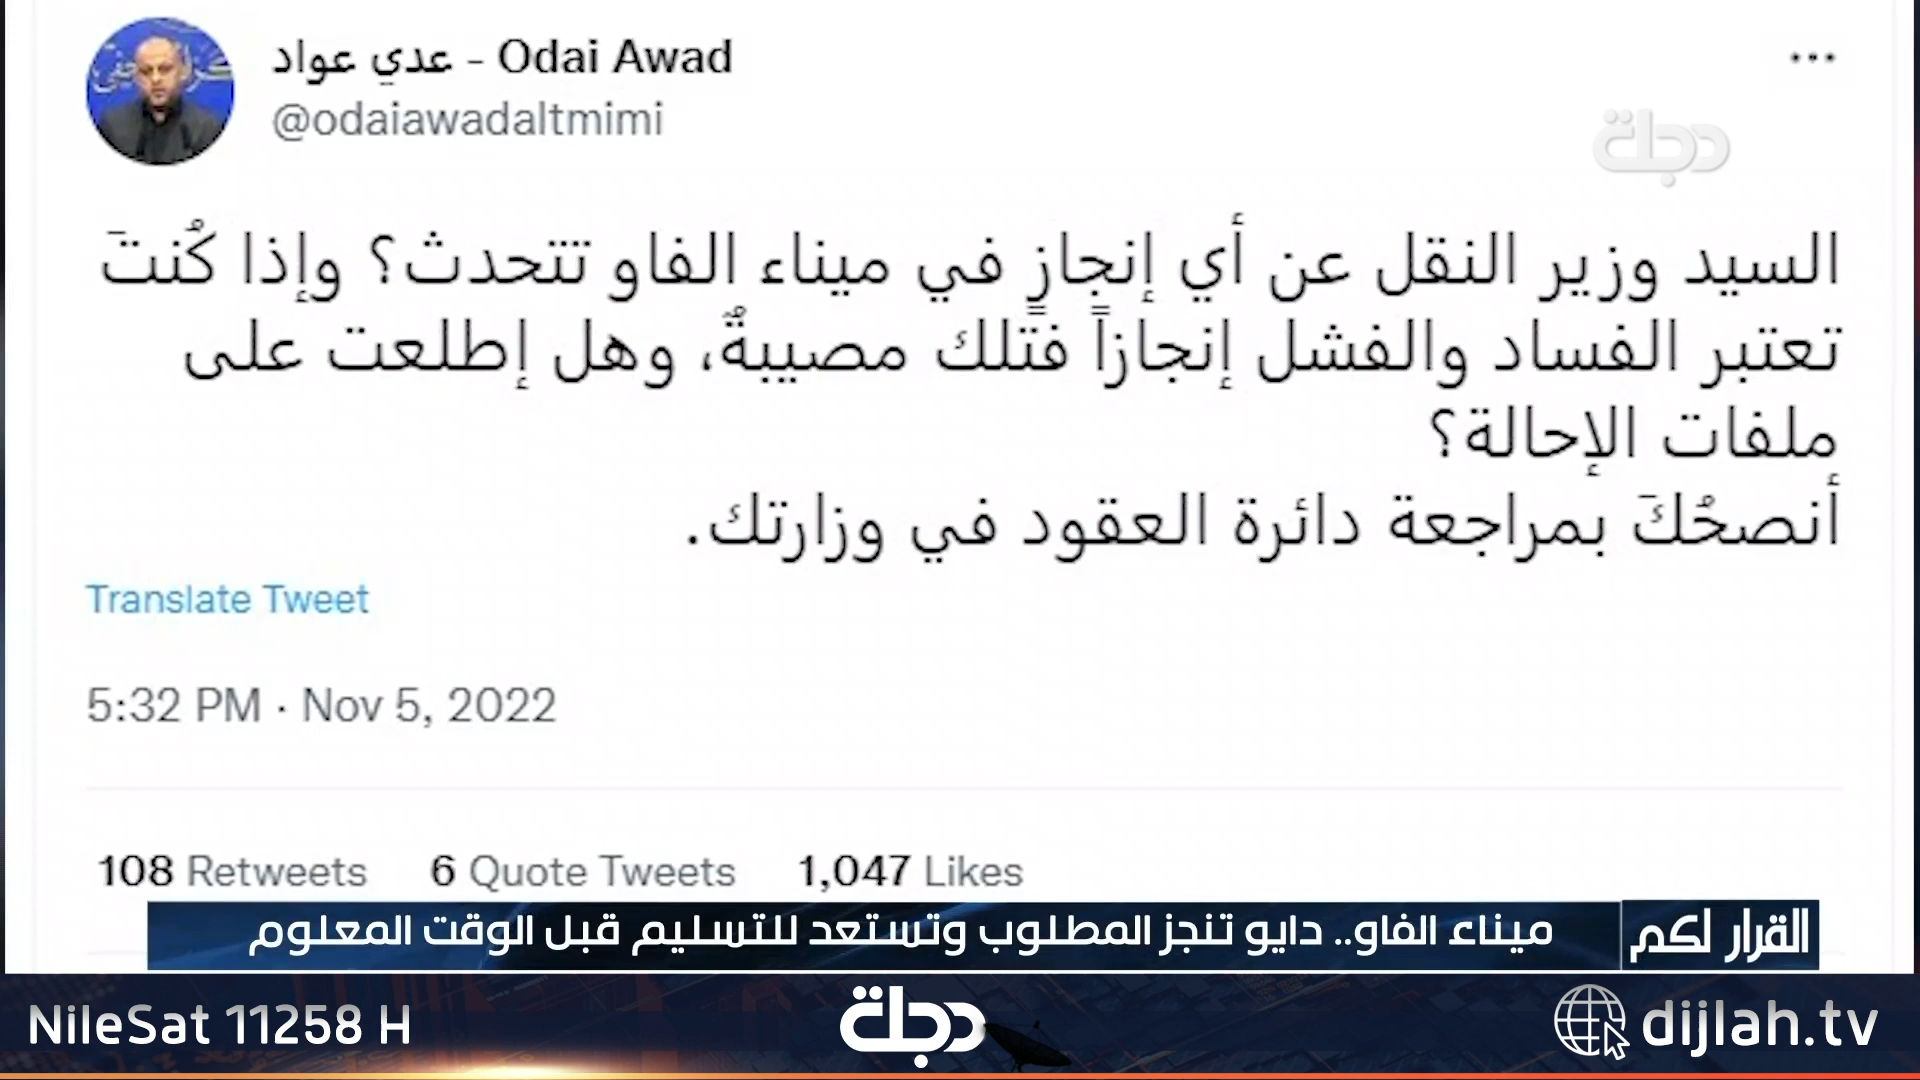 عدي عواد - Odai Awad
@odaiawadaltmimi
دجلة
السيد وزير النقل عن أي إنجازٍ في ميناء الفاو تتحدث؟ وإذا كُنتَ
تعتبر الفساد والفشل إنجازاً فتلك مصيبةٌ، وهل إطلعت على
ملفات الإحالة؟
أنصحُكَ بمراجعة دائرة العقود في وزارتك.
Translate Tweet
5:32 PM · Nov 5, 2022
108 Retweets 6 Quote Tweets 1,047 Likes
القرار لكم
ميناء الفاو.. دايو تنجز المطلوب وتستعد للتسليم قبل الوقت المعلوم
NileSat 11258 H
دجلة
dijlah.tv